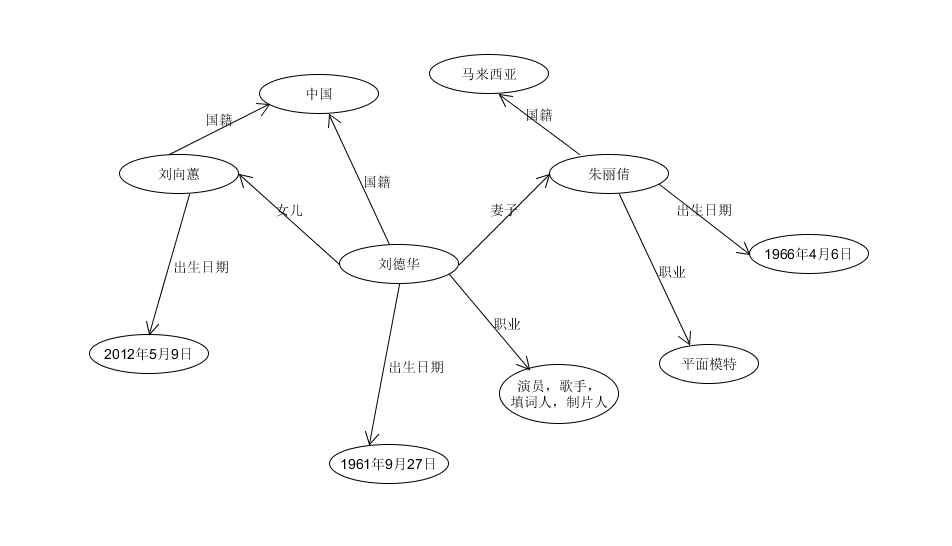 马来西亚
中国
国籍
国籍
刘向蕙
国籍
朱丽倩
女儿
妻子
出生日期
刘德华
1966年4月6日
出生日期
职业
职业
2012年5月9日
出生日期
平面模特
演员，歌手，
填词人，制片人
1961年9月27日